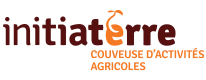 initiaterre
COUVEUSE D'ACTIVITÉS
AGRICOLES